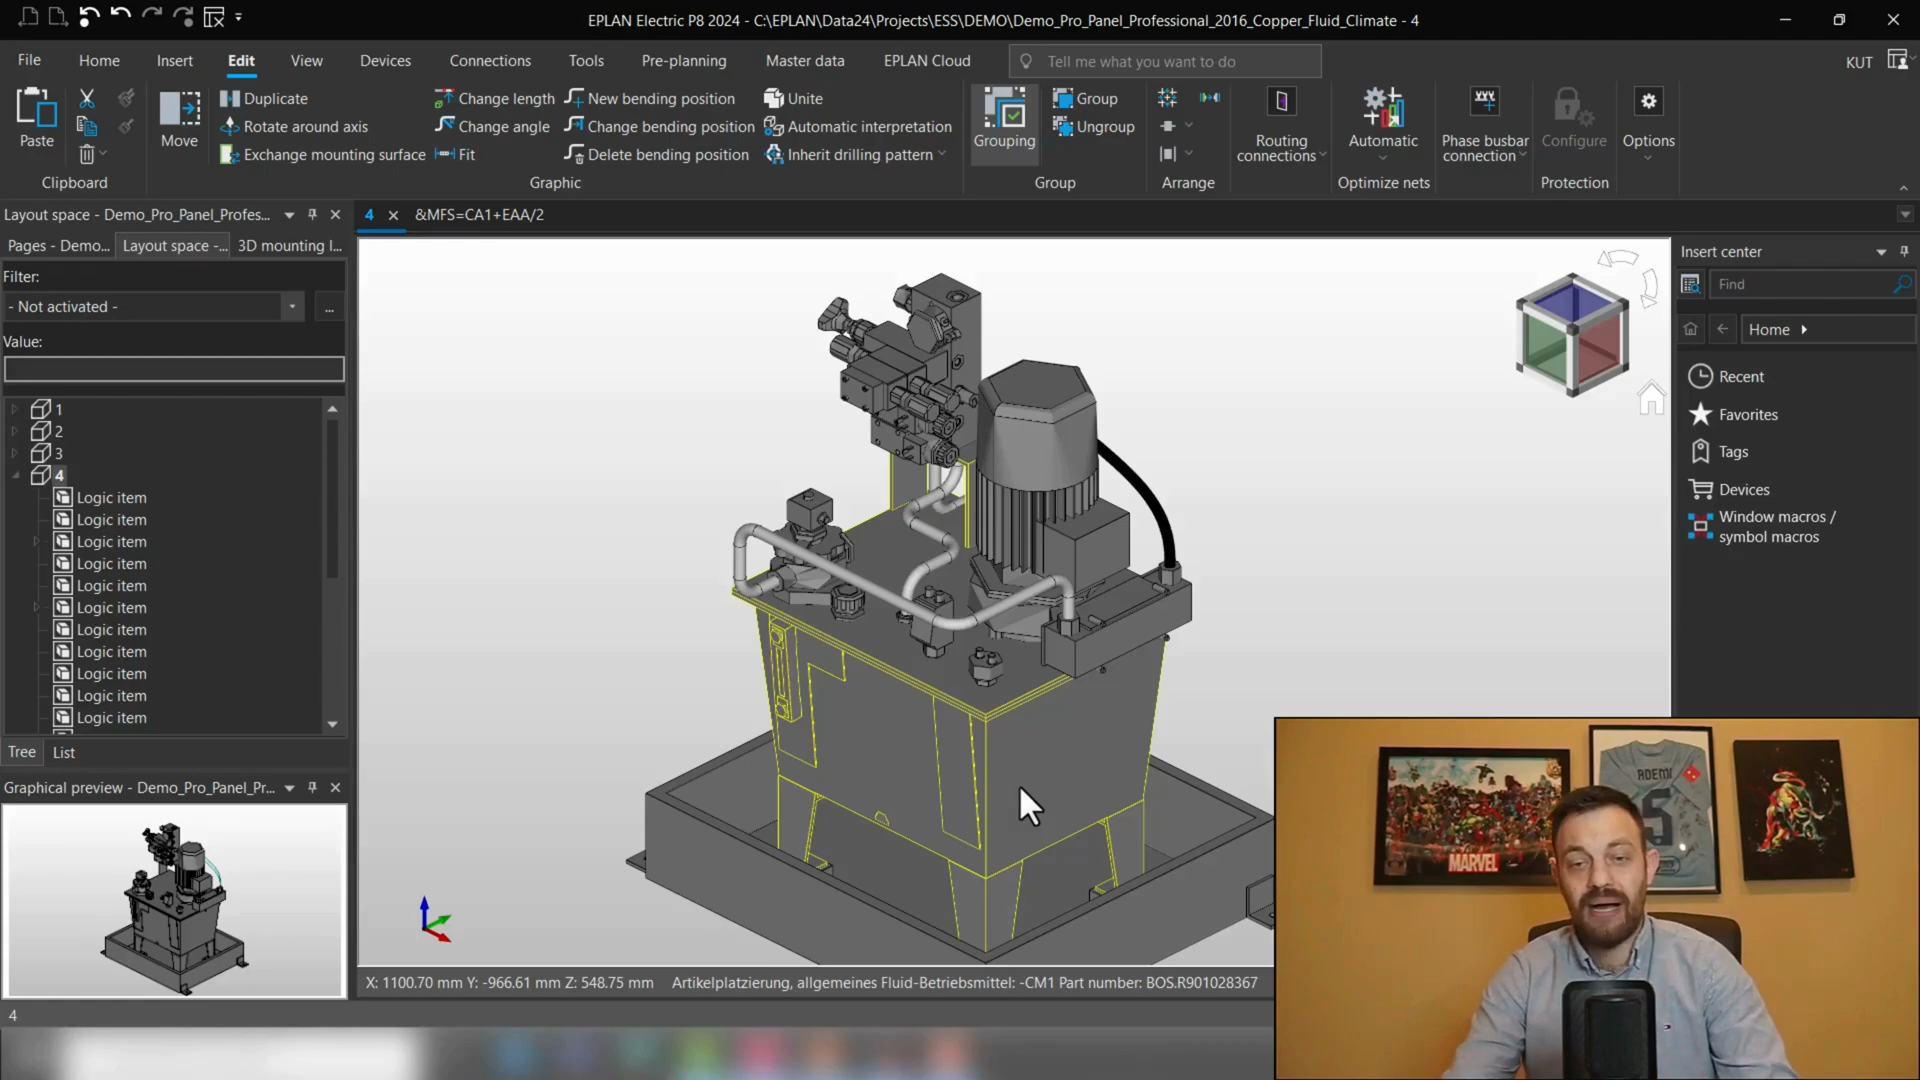 EPLAN Electric P8 2024 - C:\EPLAN\Data24\Projects\ESS\DEMO\Demo_Pro_Panel_Professional_2016_Copper_Fluid_Climate - 4
File Home Insert Edit View Devices Connections Tools Pre-planning Master data EPLAN Cloud Tell me what you want to do KUT
Paste
Clipboard
Move
Duplicate
Rotate around axis
Exchange mounting surface
Change length
Change angle
Fit
New bending position
Change bending position
Delete bending position
Unite
Automatic interpretation
Inherit drilling pattern
Graphic
Grouping
Group
Ungroup
Group
Arrange
Routing
connections
Automatic
Optimize nets
Phase busbar
connection
Configure
Protection
Options
Layout space - Demo_Pro_Panel_Profes...
Pages - Demo... Layout space -... 3D mounting l...
Filter:
- Not activated -
...
Value:
1
2
3
4
Logic item
Logic item
Logic item
Logic item
Logic item
Logic item
Logic item
Logic item
Logic item
Logic item
Logic item
Tree List
Graphical preview - Demo_Pro_Panel_Pr...
4
4 &MFS=CA1+EAA/2
X: 1100.70 mm Y: -966.61 mm Z: 548.75 mm Artikelplatzierung, allgemeines Fluid-Betriebsmittel: -CM1 Part number: BOS.R901028367
Insert center
Find
Home
Recent
Favorites
Tags
Devices
Window macros /
symbol macros
MARVEL
ADEMI
5